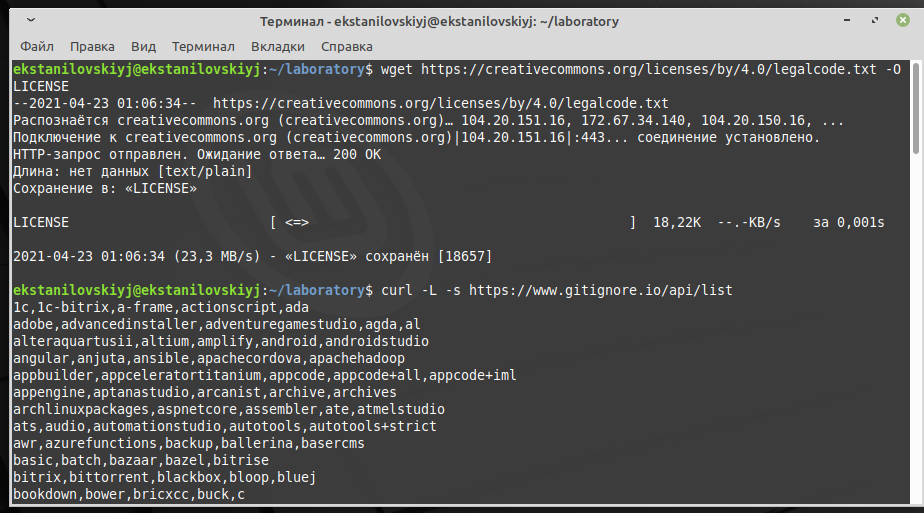 Терминал - ekstanilovskiyj@ekstanilovskiyj: ~/laboratory
Файл Правка Вид Терминал Вкладки Справка
ekstanilovskiyj@ekstanilovskiyj:~/laboratory$ wget https://creativecommons.org/licenses/by/4.0/legalcode.txt -O
LICENSE
--2021-04-23 01:06:34--  https://creativecommons.org/licenses/by/4.0/legalcode.txt
Распознаётся creativecommons.org (creativecommons.org)… 104.20.151.16, 172.67.34.140, 104.20.150.16, ...
Подключение к creativecommons.org (creativecommons.org)|104.20.151.16|:443... соединение установлено.
HTTP-запрос отправлен. Ожидание ответа… 200 OK
Длина: нет данных [text/plain]
Сохранение в: «LICENSE»
LICENSE [ <=> ] 18,22K --.-KB/s за 0,001s
2021-04-23 01:06:34 (23,3 MB/s) - «LICENSE» сохранён [18657]
ekstanilovskiyj@ekstanilovskiyj:~/laboratory$ curl -L -s https://www.gitignore.io/api/list
1c,1c-bitrix,a-frame,actionscript,ada
adobe,advancedinstaller,adventuregamestudio,agda,al
alteraquartusii,altium,amplify,android,androidstudio
angular,anjuta,ansible,apachecordova,apachehadoop
appbuilder,appceleratortitanium,appcode,appcode+all,appcode+iml
appengine,aptanastudio,arcanist,archive,archives
archlinuxpackages,aspnetcore,assembler,ate,atmelstudio
ats,audio,automationstudio,autotools,autotools+strict
awr,azurefunctions,backup,ballerina,basercms
basic,batch,bazaar,bazel,bitrise
bitrix,bittorrent,blackbox,bloop,bluej
bookdown,bower,bricxcc,buck,c